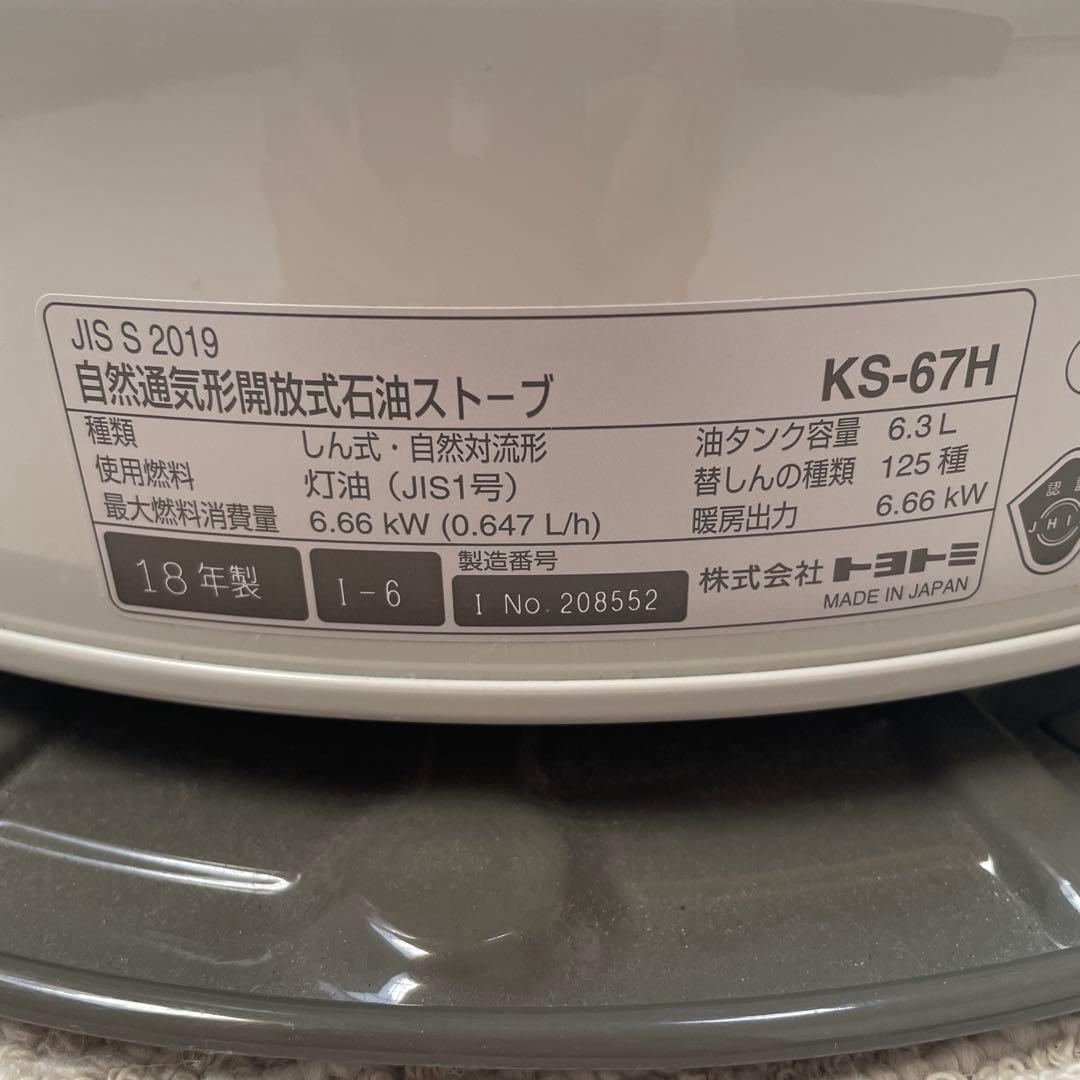 JIS S 2019
自然通気形開放式石油ストーブ KS-67H
種類 しん式・自然対流形 油タンク容量 6.3 L
使用燃料 灯油（JIS1号） 替しんの種類 125 種
最大燃料消費量 6.66 kW (0.647 L/h) 暖房出力 6.66 kW
製造番号
18年製 I-6 I No. 208552 株式会社 トヨトミ
MADE IN JAPAN
JHI